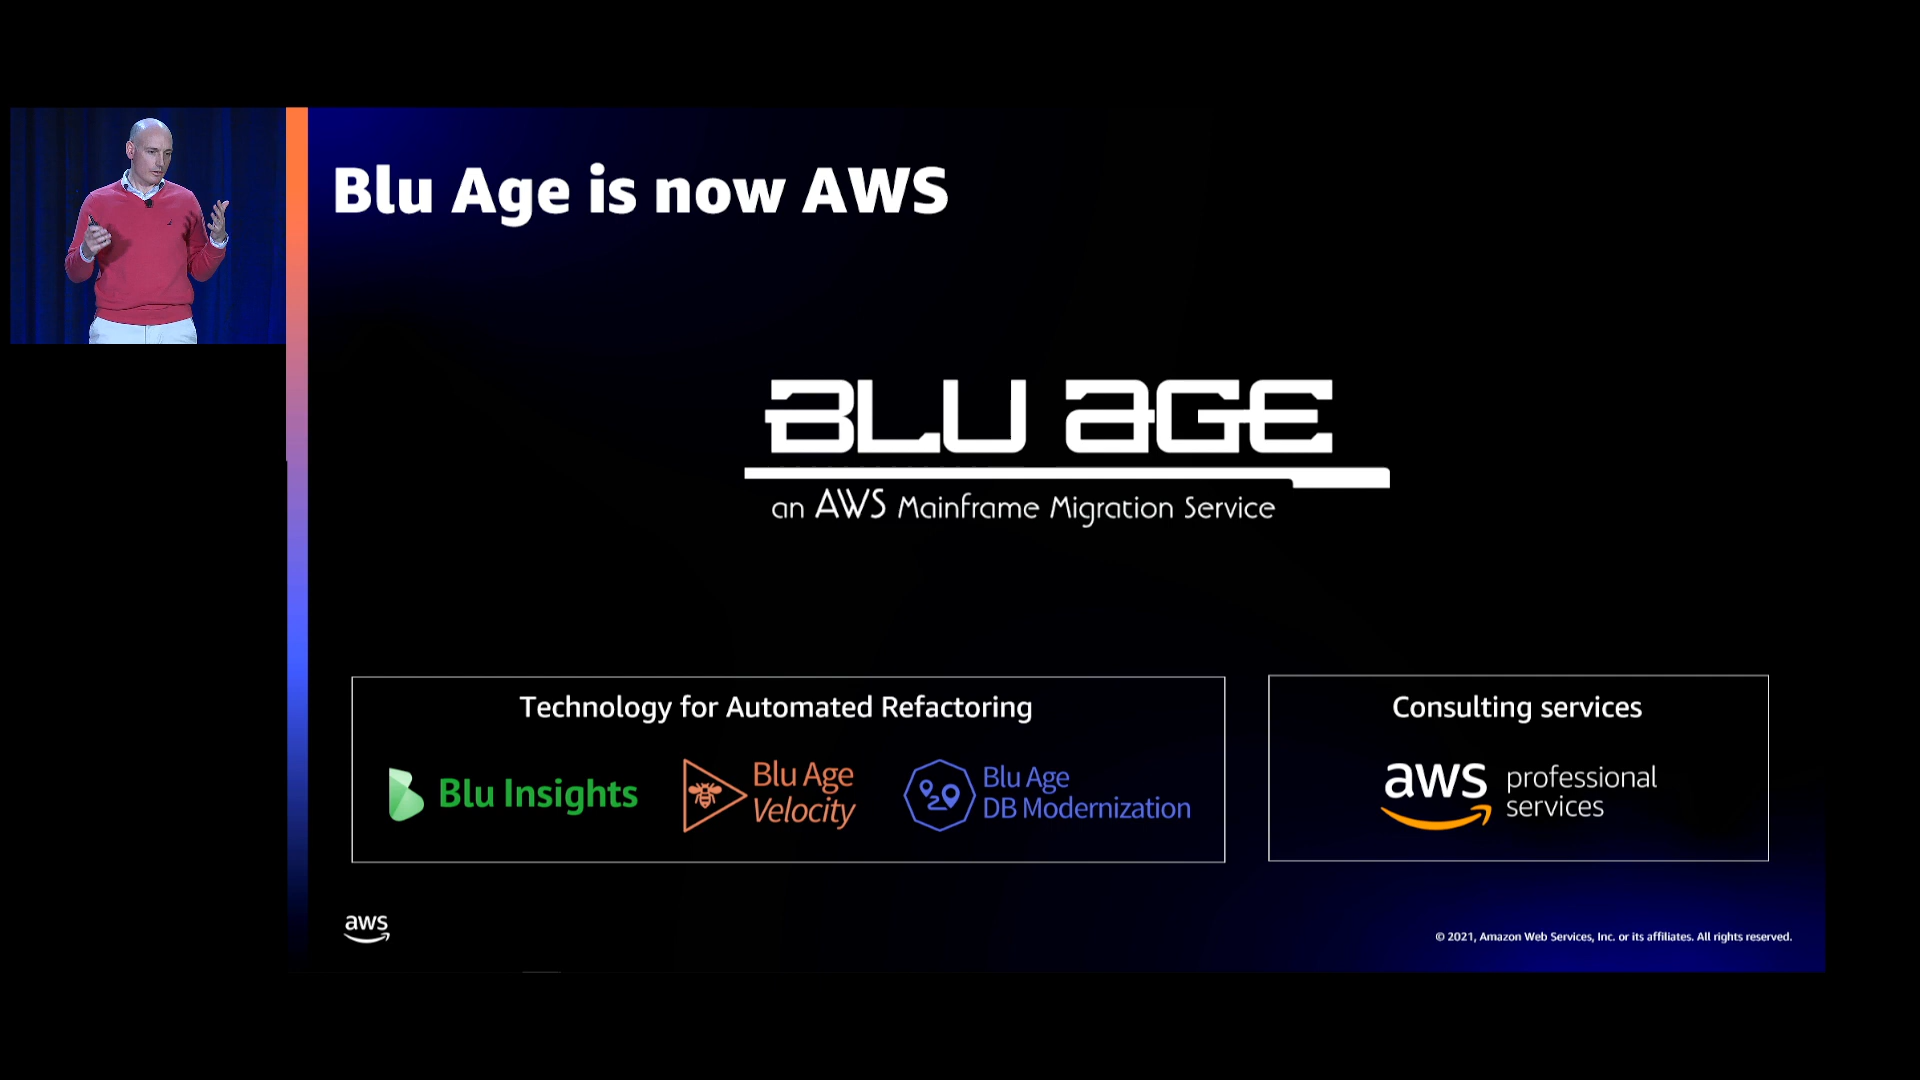 Blu Age is now AWS
BLU AGE
an AWS Mainframe Migration Service
Technology for Automated Refactoring
Blu Insights
Blu Age
Velocity
Blu Age
DB Modernization
Consulting services
aws professional
services
aws
© 2021, Amazon Web Services, Inc. or its affiliates. All rights reserved.